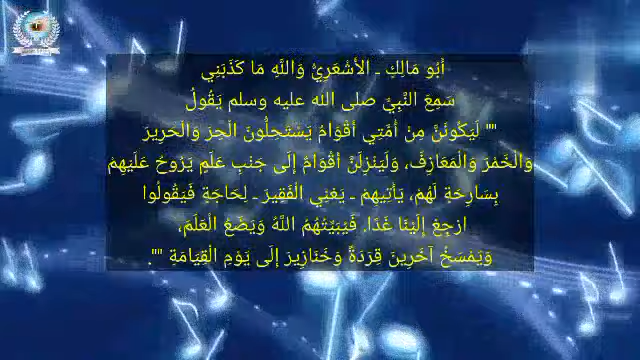 أَبُو مَالِكٍ ـ الأَشْعَرِيُّ وَاللَّهِ مَا كَذَبَنِي
سَمِعَ النَّبِيَّ صلى الله عليه وسلم يَقُولُ
"" لَيَكُونَنَّ مِنْ أُمَّتِي أَقْوَامٌ يَسْتَحِلُّونَ الْحِرَ وَالْحَرِيرَ
وَالْخَمْرَ وَالْمَعَازِفَ، وَلَيَنْزِلَنَّ أَقْوَامٌ إِلَى جَنْبِ عَلَمٍ يَرُوحُ عَلَيْهِمْ
بِسَارِحَةٍ لَهُمْ، يَأْتِيهِمْ ـ يَعْنِي الْفَقِيرَ ـ لِحَاجَةٍ فَيَقُولُوا
ارْجِعْ إِلَيْنَا غَدًا. فَيُبَيِّتُهُمُ اللَّهُ وَيَضَعُ الْعَلَمَ،
وَيَمْسَخُ آخَرِينَ قِرَدَةً وَخَنَازِيرَ إِلَى يَوْمِ الْقِيَامَةِ "".